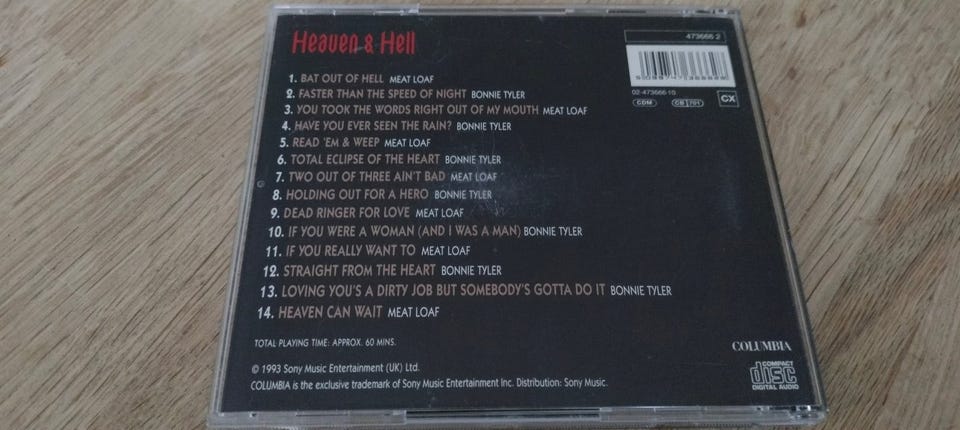 Heaven & Hell
473666 2
1. BAT OUT OF HELL MEAT LOAF
2. FASTER THAN THE SPEED OF NIGHT BONNIE TYLER
3. YOU TOOK THE WORDS RIGHT OUT OF MY MOUTH MEAT LOAF
4. HAVE YOU EVER SEEN THE RAIN? BONNIE TYLER
5. READ 'EM & WEEP MEAT LOAF
6. TOTAL ECLIPSE OF THE HEART BONNIE TYLER
7. TWO OUT OF THREE AIN'T BAD MEAT LOAF
8. HOLDING OUT FOR A HERO BONNIE TYLER
9. DEAD RINGER FOR LOVE MEAT LOAF
10. IF YOU WERE A WOMAN (AND I WAS A MAN) BONNIE TYLER
11. IF YOU REALLY WANT TO MEAT LOAF
12. STRAIGHT FROM THE HEART BONNIE TYLER
13. LOVING YOU'S A DIRTY JOB BUT SOMEBODY'S GOTTA DO IT BONNIE TYLER
14. HEAVEN CAN WAIT MEAT LOAF
02-473666-10
CDM CB 701 CX
TOTAL PLAYING TIME: APPROX. 60 MINS.
© 1993 Sony Music Entertainment (UK) Ltd.
COLUMBIA is the exclusive trademark of Sony Music Entertainment Inc. Distribution: Sony Music.
COLUMBIA
COMPACT
disc
DIGITAL AUDIO